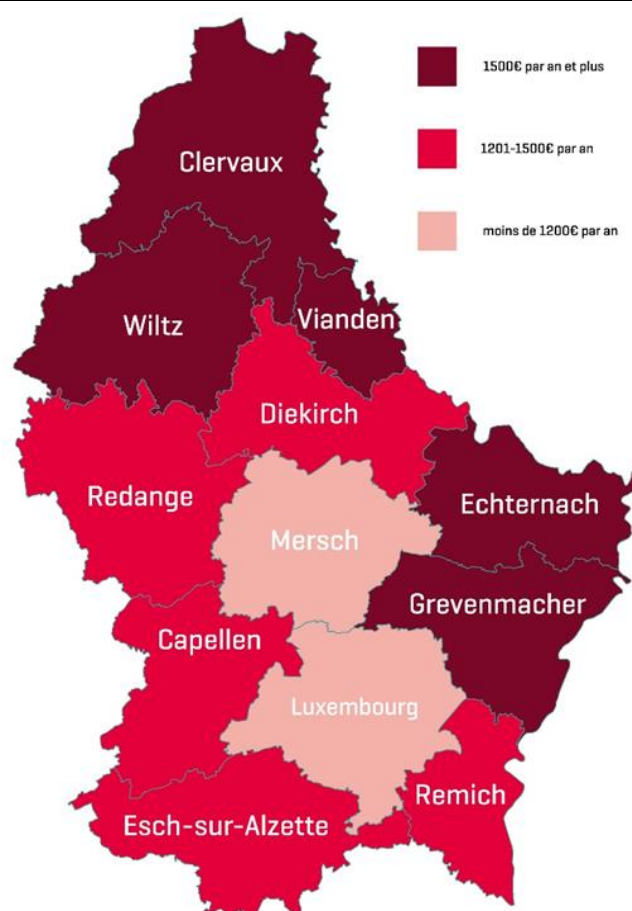 1500€ par an et plus
1201-1500€ par an
moins de 1200€ par an
Clervaux
Wiltz
Vianden
Diekirch
Redange
Echternach
Mersch
Grevenmacher
Capellen
Luxembourg
Remich
Esch-sur-Alzette